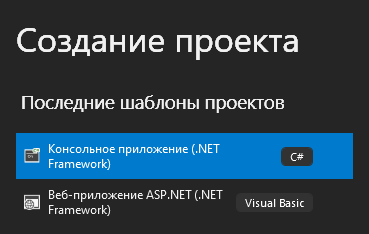 Создание проекта
Последние шаблоны проектов
Консольное приложение (.NET
Framework)
C#
Веб-приложение ASP.NET (.NET
Framework)
Visual Basic